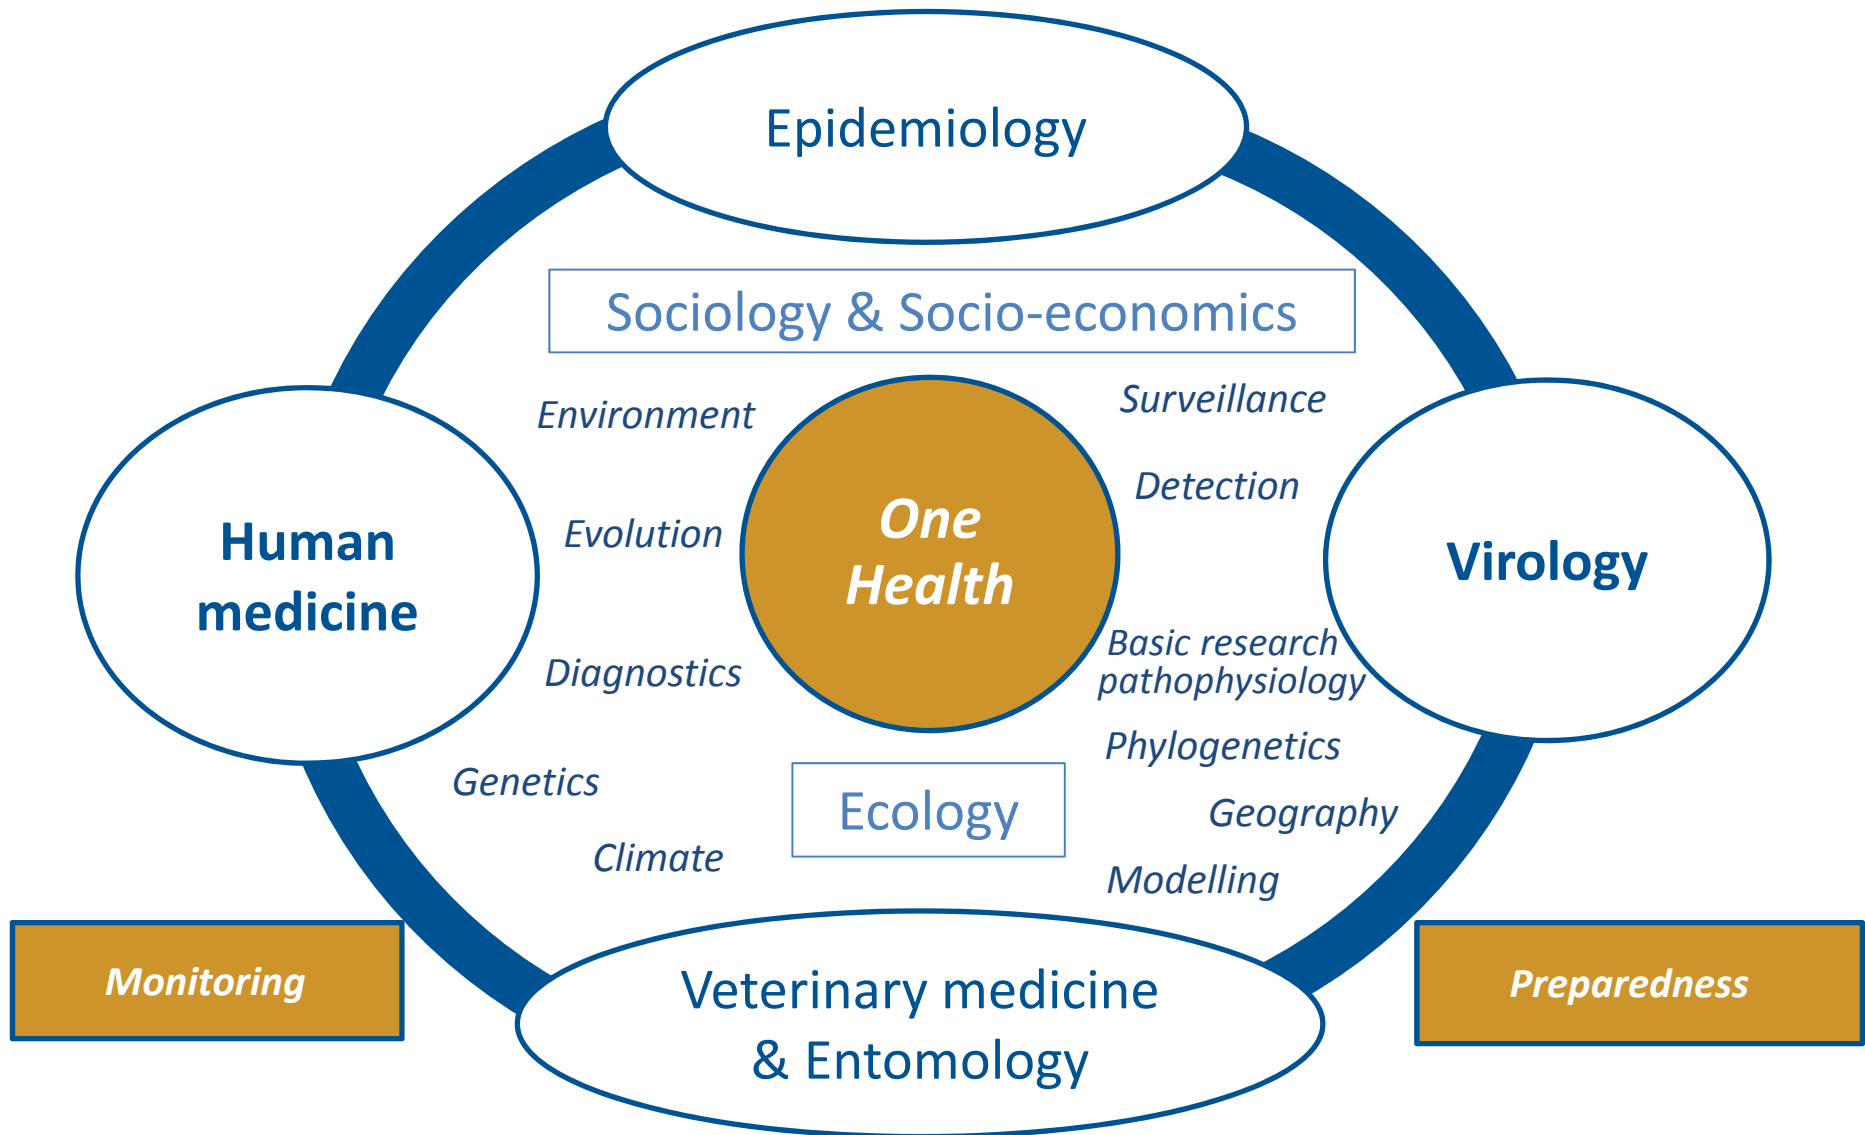 Epidemiology
Sociology & Socio-economics
Environment
Surveillance
Detection
Evolution
One
Health
Human
medicine
Virology
Diagnostics
Basic research
pathophysiology
Phylogenetics
Genetics
Ecology
Geography
Climate
Modelling
Monitoring
Veterinary medicine
& Entomology
Preparedness